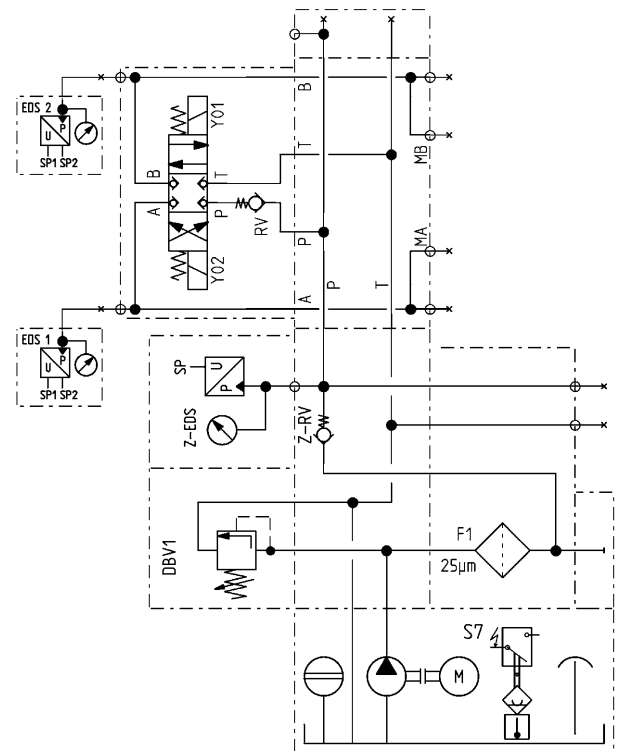 B
EDS 2
P
U
SP1 SP2
Y01
B
T
T
MB
A
P
RV
P
Y02
MA
A
P
T
EDS 1
P
U
SP1 SP2
SP
U
P
Z-EDS
Z-RV
DBV1
F1
25µm
S7
M